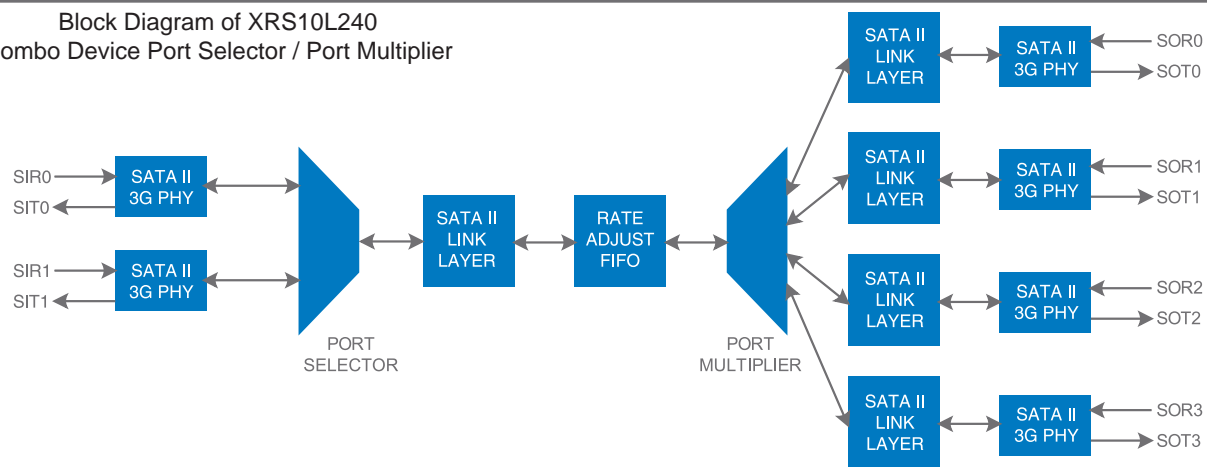 Block Diagram of XRS10L240
ombo Device Port Selector / Port Multiplier
SIR0
SIT0
SATA II
3G PHY
SIR1
SIT1
SATA II
3G PHY
PORT
SELECTOR
SATA II
LINK
LAYER
RATE
ADJUST
FIFO
PORT
MULTIPLIER
SATA II
LINK
LAYER
SATA II
3G PHY
SOR0
SOT0
SATA II
LINK
LAYER
SATA II
3G PHY
SOR1
SOT1
SATA II
LINK
LAYER
SATA II
3G PHY
SOR2
SOT2
SATA II
LINK
LAYER
SATA II
3G PHY
SOR3
SOT3